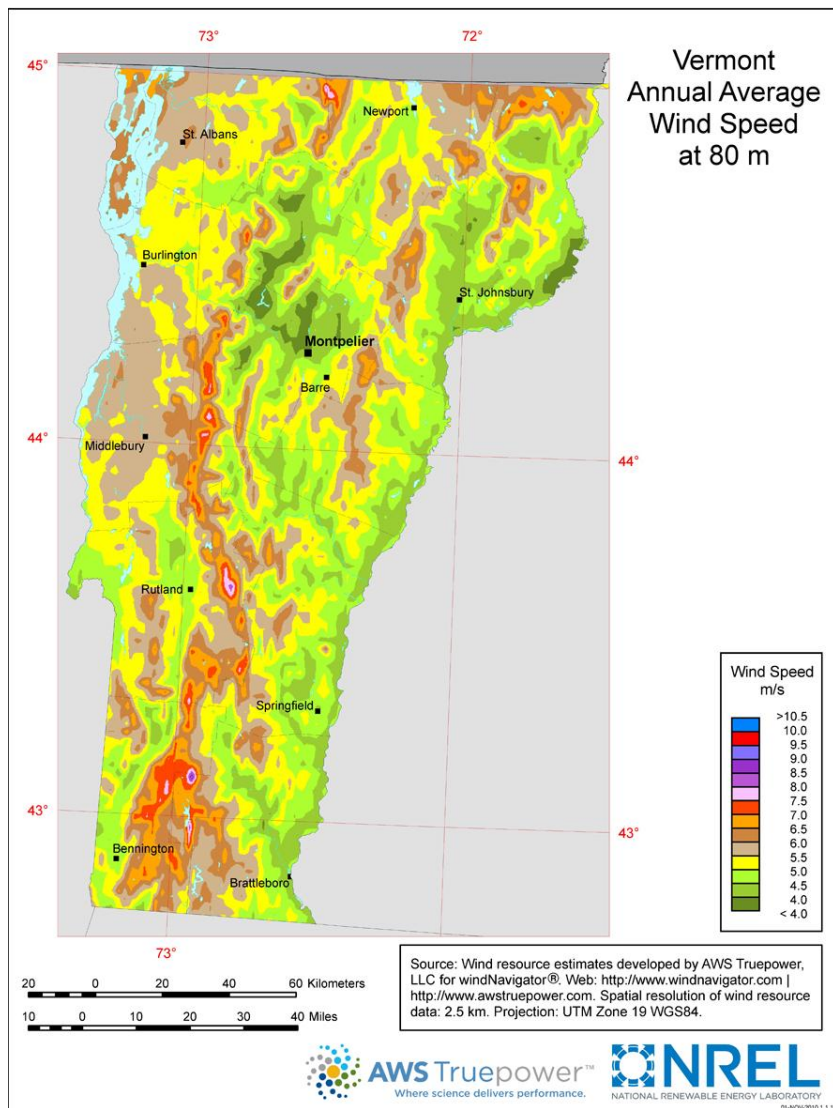 Vermont
Annual Average
Wind Speed
at 80 m
73°
72°
45°
45°
Newport
St. Albans
Burlington
St. Johnsbury
Montpelier
Barre
44°
Middlebury
44°
Rutland
Springfield
43°
43°
Bennington
Brattleboro
73°
Wind Speed
m/s
>10.5
10.0
9.5
9.0
8.5
8.0
7.5
7.0
6.5
6.0
5.5
5.0
4.5
4.0
< 4.0
20 0 20 40 60 Kilometers
10 0 10 20 30 40 Miles
Source: Wind resource estimates developed by AWS Truepower,
LLC for windNavigator®. Web: http://www.windnavigator.com |
http://www.awstruepower.com. Spatial resolution of wind resource
data: 2.5 km. Projection: UTM Zone 19 WGS84.
AWS Truepower™
Where science delivers performance.
NREL
NATIONAL RENEWABLE ENERGY LABORATORY